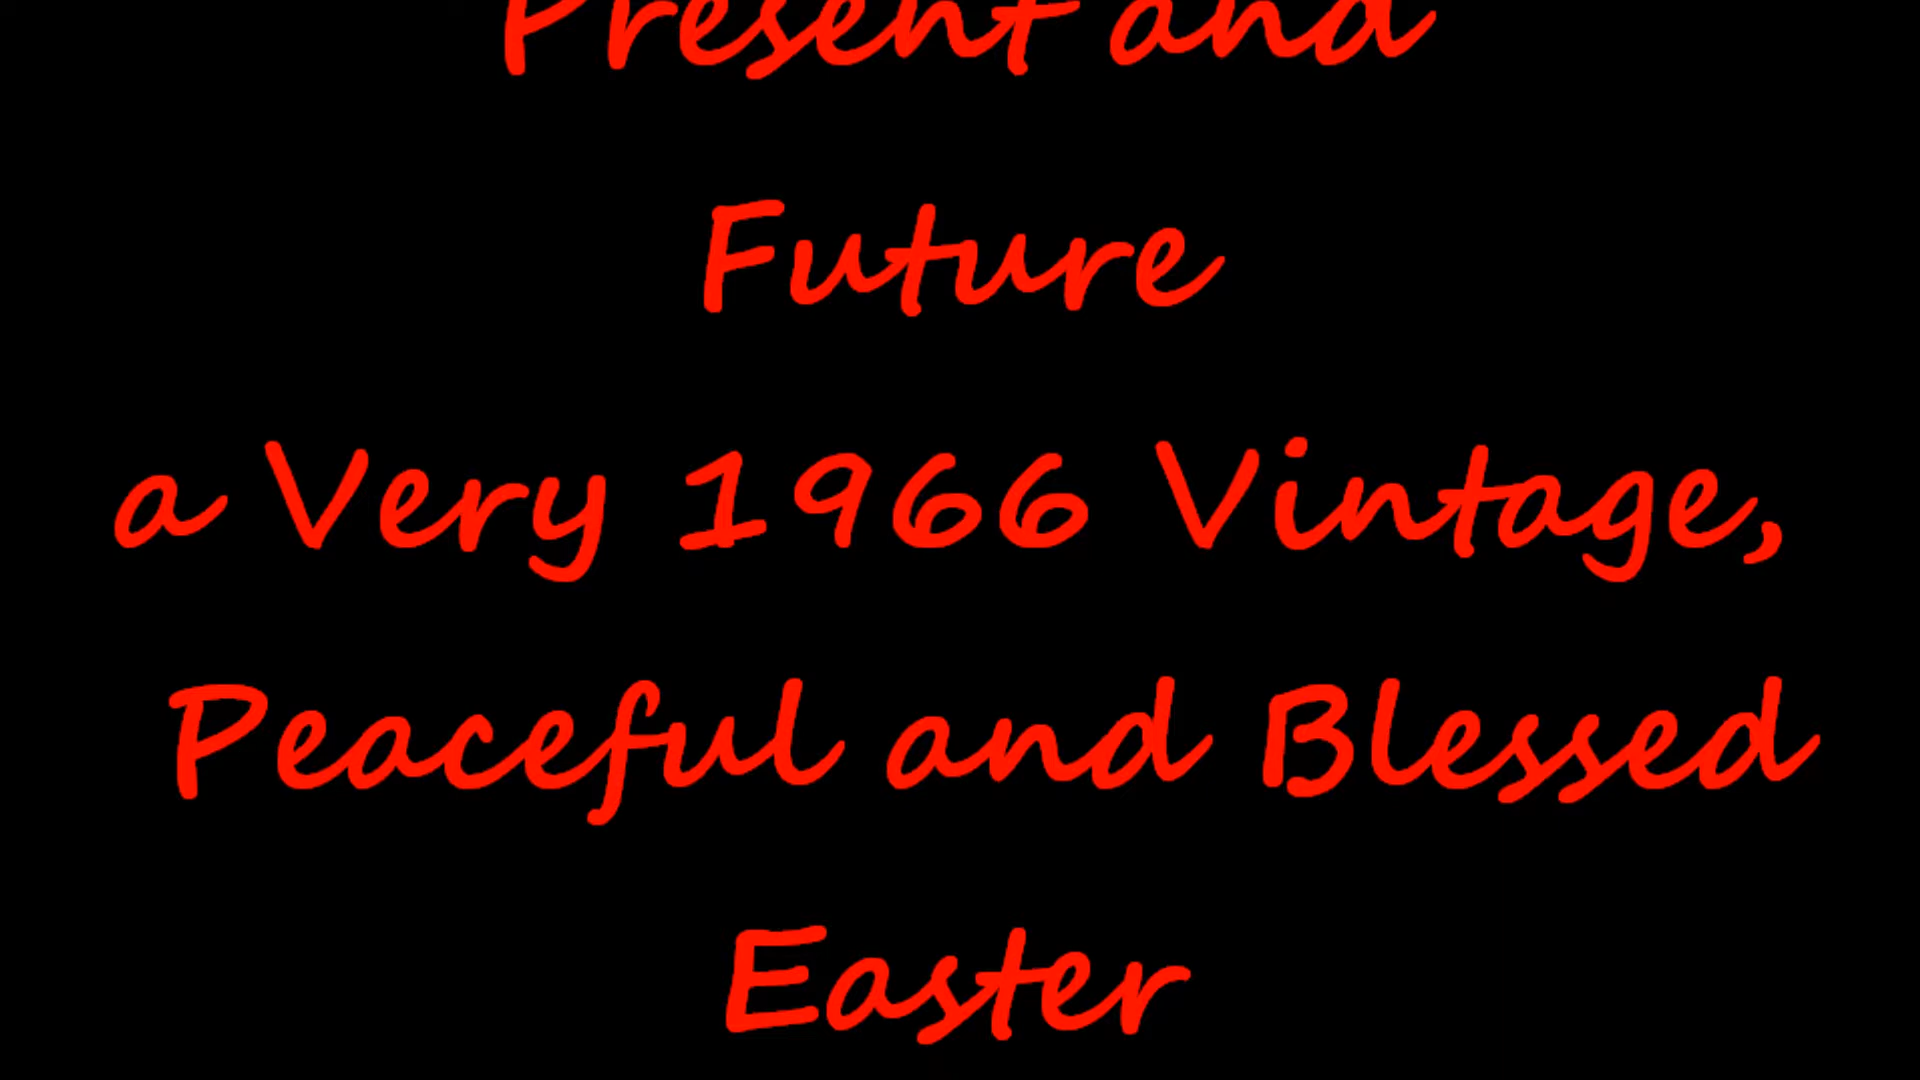 Present and
Future
a Very 1966 Vintage,
Peaceful and Blessed
Easter